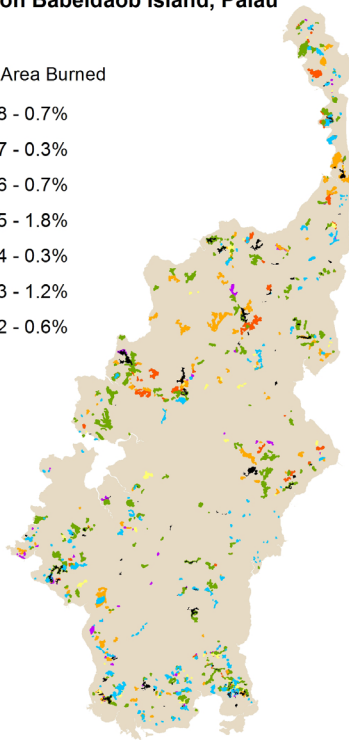 on Babeldaob Island, Palau
Area Burned
8 - 0.7%
7 - 0.3%
6 - 0.7%
5 - 1.8%
4 - 0.3%
3 - 1.2%
2 - 0.6%